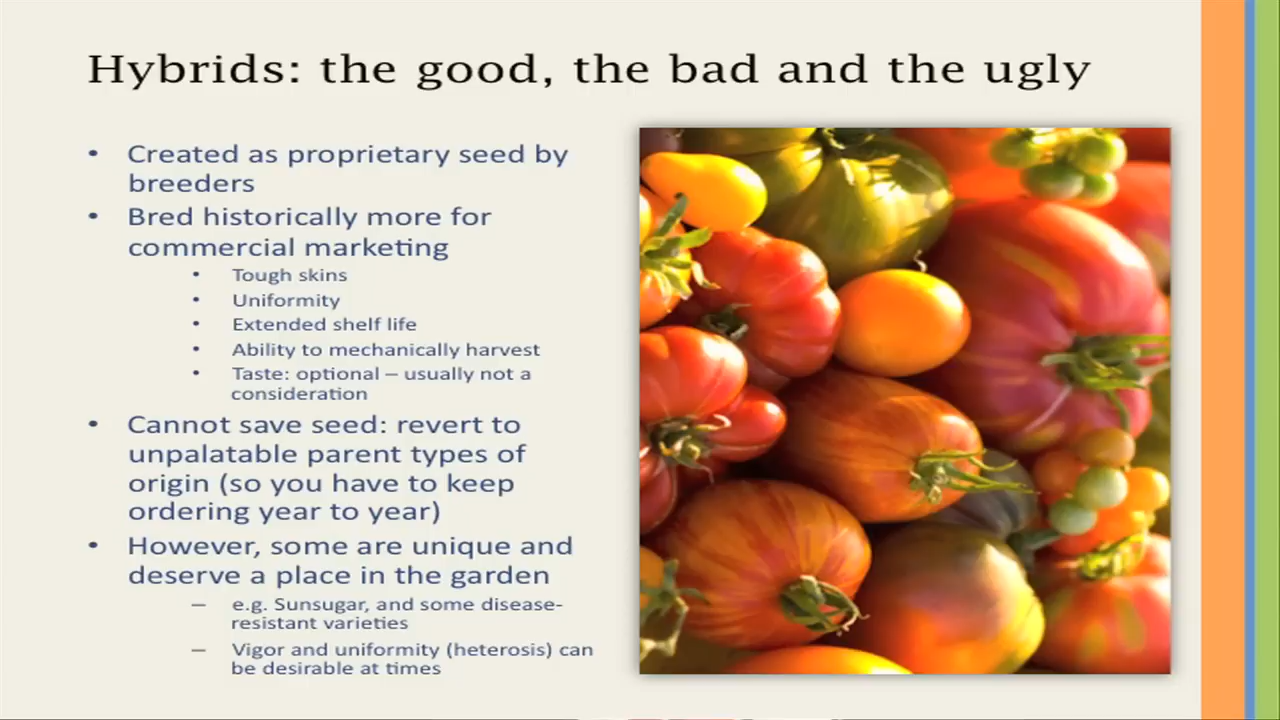 Hybrids: the good, the bad and the ugly
• Created as proprietary seed by
breeders
• Bred historically more for
commercial marketing
• Tough skins
• Uniformity
• Extended shelf life
• Ability to mechanically harvest
• Taste: optional – usually not a
consideration
• Cannot save seed: revert to
unpalatable parent types of
origin (so you have to keep
ordering year to year)
• However, some are unique and
deserve a place in the garden
– e.g. Sunsugar, and some disease-
resistant varieties
– Vigor and uniformity (heterosis) can
be desirable at times